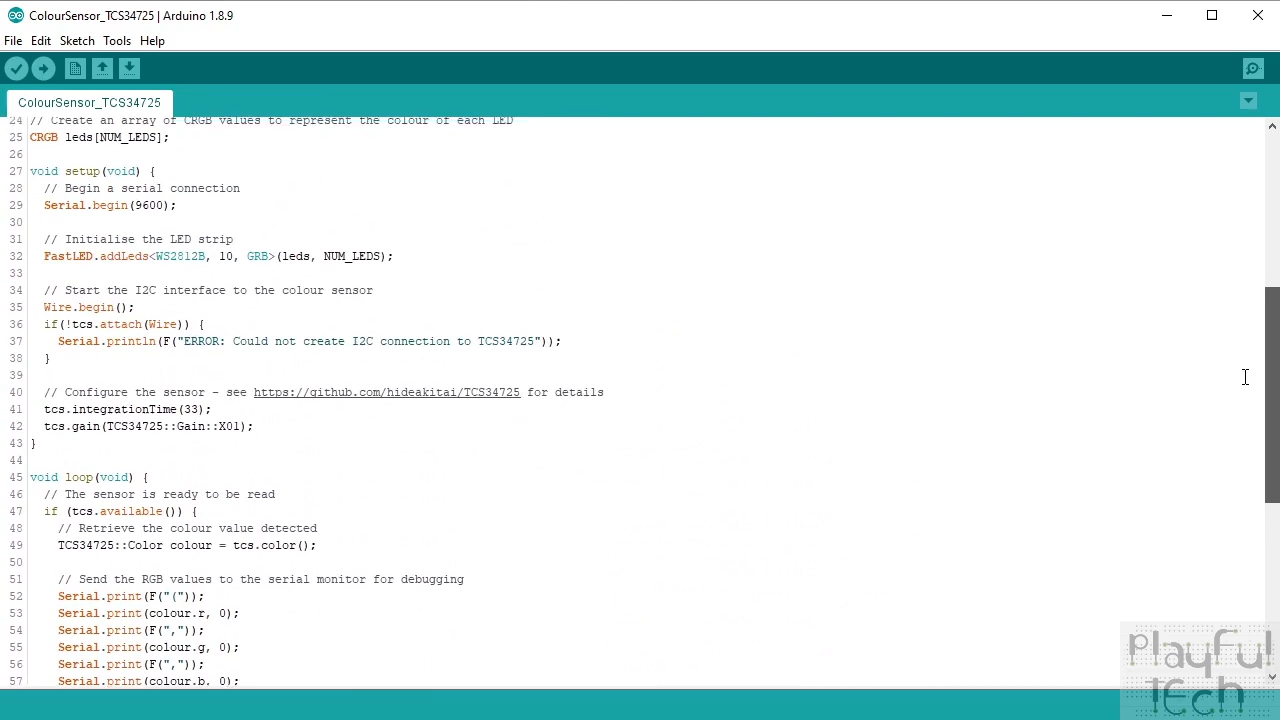 ColourSensor_TCS34725 | Arduino 1.8.9
File Edit Sketch Tools Help
ColourSensor_TCS34725
24 // Create an array of CRGB values to represent the colour of each LED
25 CRGB leds[NUM_LEDS];
26
27 void setup(void) {
28 // Begin a serial connection
29 Serial.begin(9600);
30
31 // Initialise the LED strip
32 FastLED.addLeds<WS2812B, 10, GRB>(leds, NUM_LEDS);
33
34 // Start the I2C interface to the colour sensor
35 Wire.begin();
36 if(!tcs.attach(Wire)) {
37 Serial.println(F("ERROR: Could not create I2C connection to TCS34725"));
38 }
39
40 // Configure the sensor - see https://github.com/hideakitai/TCS34725 for details
41 tcs.integrationTime(33);
42 tcs.gain(TCS34725::Gain::X01);
43 }
44
45 void loop(void) {
46 // The sensor is ready to be read
47 if (tcs.available()) {
48 // Retrieve the colour value detected
49 TCS34725::Color colour = tcs.color();
50
51 // Send the RGB values to the serial monitor for debugging
52 Serial.print(F("("));
53 Serial.print(colour.r, 0);
54 Serial.print(F(","));
55 Serial.print(colour.g, 0);
56 Serial.print(F(","));
57 Serial.print(colour.b, 0);
playful
tech